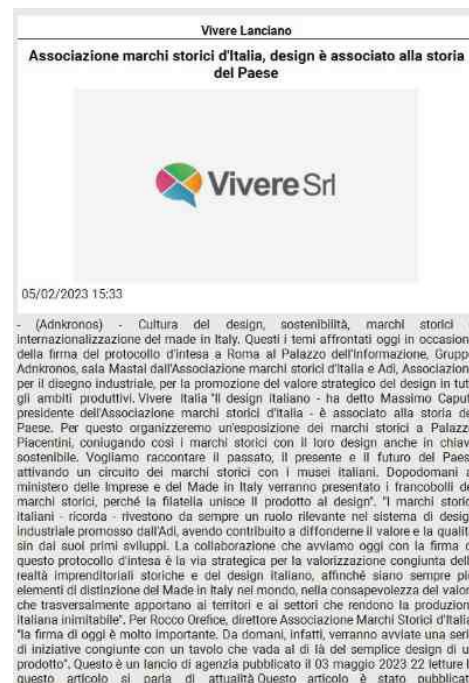 Vivere Lanciano
Associazione marchi storici d'Italia, design è associato alla storia
del Paese
Vivere Srl
05/02/2023 15:33
- (Adnkronos) - Cultura del design, sostenibilità, marchi storici
internazionalizzazione del made in Italy. Questi i temi affrontati oggi in occasion
della firma del protocollo d'intesa a Roma al Palazzo dell'Informazione, Grupp
Adnkronos, sala Mastai dall'Associazione marchi storici d'Italia e Adi, Association
per il disegno industriale, per la promozione del valore strategico del design in tut
gli ambiti produttivi. Vivere Italia "Il design italiano - ha detto Massimo Caput
presidente dell'Associazione marchi storici d'Italia - è associato alla storia de
Paese. Per questo organizzeremo un'esposizione dei marchi storici a Palazz
Piacentini, coniugando così i marchi storici con il loro design anche in chiav
sostenibile. Vogliamo raccontare il passato, il presente e il futuro del Paes
attivando un circuito dei marchi storici con i musei italiani. Dopodomani a
ministero delle Imprese e del Made in Italy verranno presentato i francobolli de
marchi storici, perché la filatelia unisce il prodotto al design". "I marchi storic
italiani - ricorda - rivestono da sempre un ruolo rilevante nel sistema di desig
industriale promosso dall'Adi, avendo contribuito a diffonderne il valore e la qualit
sin dai suoi primi sviluppi. La collaborazione che avviamo oggi con la firma d
questo protocollo d'intesa è la via strategica per la valorizzazione congiunta dell
realtà imprenditoriali storiche e del design italiano, affinché siano sempre pi
elementi di distinzione del Made in Italy nel mondo, nella consapevolezza del valor
che trasversalmente apportano ai territori e ai settori che rendono la produzion
italiana inimitabile". Per Rocco Orefice, direttore Associazione Marchi Storici d'Italia
"la firma di oggi è molto importante. Da domani, infatti, verranno avviate una seri
di iniziative congiunte con un tavolo che vada al di là del semplice design di u
prodotto". Questo è un lancio di agenzia pubblicato il 03 maggio 2023 22 letture I
questo articolo si parla di attualità Questo articolo è stato pubblicat